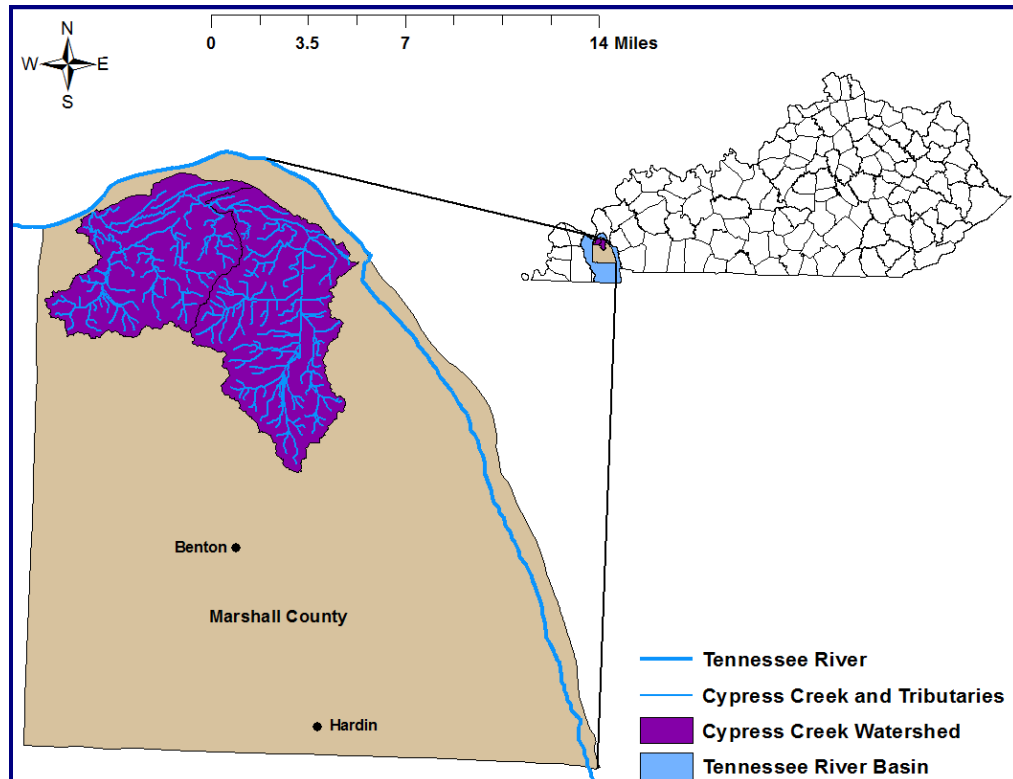 N
W E
S
0 3.5 7 14 Miles
Benton
Marshall County
Hardin
Tennessee River
Cypress Creek and Tributaries
Cypress Creek Watershed
Tennessee River Basin